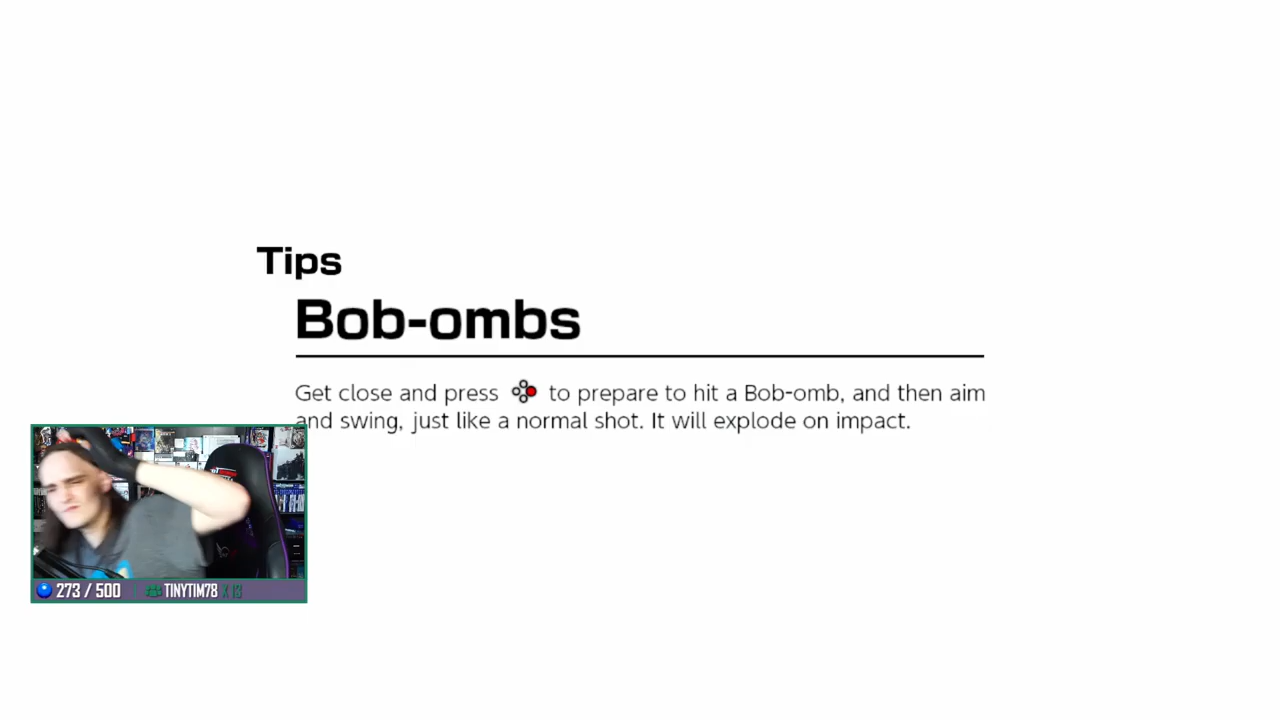 Tips
Bob-ombs
Get close and press to prepare to hit a Bob-omb, and then aim
and swing, just like a normal shot. It will explode on impact.
273 / 500 TINYTIM78 X 13